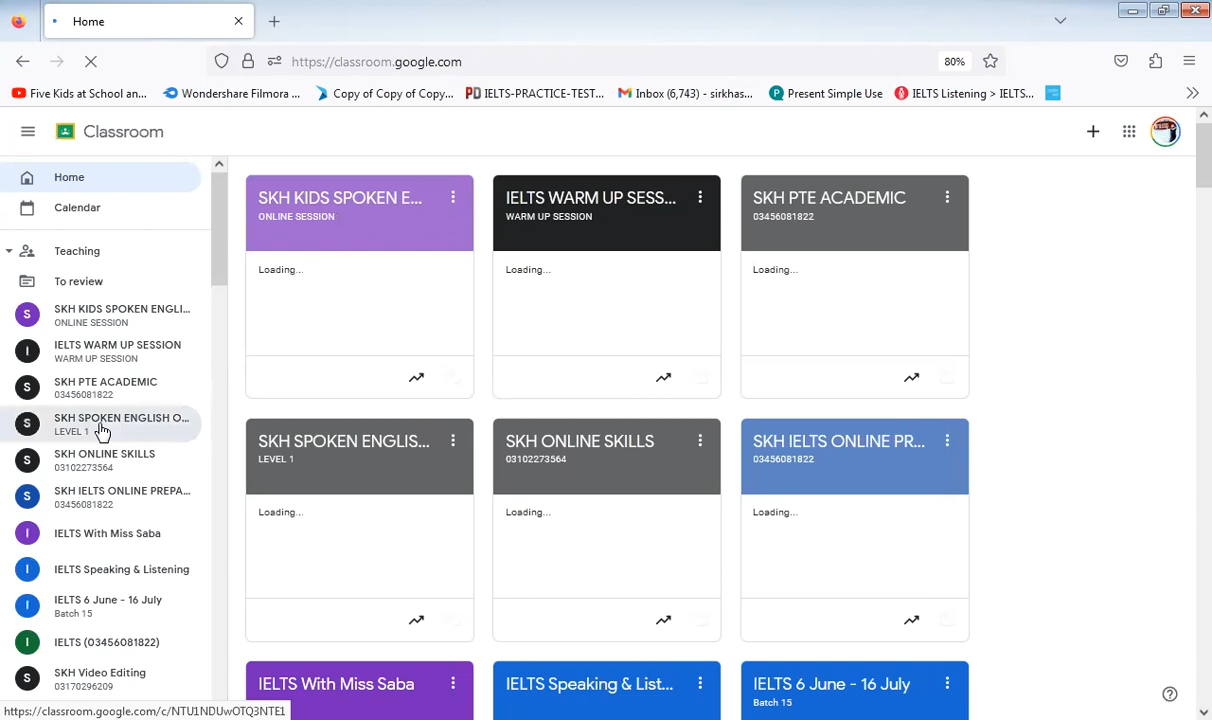 Home
https://classroom.google.com
80%
Five Kids at School an...
Wondershare Filmora ...
Copy of Copy of Copy...
IELTS-PRACTICE-TEST...
Inbox (6,743) - sirkhas...
Present Simple Use
IELTS Listening > IELTS...
Classroom
Home
Calendar
Teaching
To review
S
SKH KIDS SPOKEN ENGLI...
ONLINE SESSION
I
IELTS WARM UP SESSION
WARM UP SESSION
S
SKH PTE ACADEMIC
03456081822
S
SKH SPOKEN ENGLISH O...
LEVEL 1
S
SKH ONLINE SKILLS
03102273564
S
SKH IELTS ONLINE PREPA...
03456081822
I
IELTS With Miss Saba
I
IELTS Speaking & Listening
I
IELTS 6 June - 16 July
Batch 15
I
IELTS (03456081822)
S
SKH Video Editing
03170296209
https://classroom.google.com/c/NTU1NDUwOTQ3NTE1
SKH KIDS SPOKEN E...
ONLINE SESSION
Loading...
IELTS WARM UP SESS...
WARM UP SESSION
Loading...
SKH PTE ACADEMIC
03456081822
Loading...
SKH SPOKEN ENGLIS...
LEVEL 1
Loading...
SKH ONLINE SKILLS
03102273564
Loading...
SKH IELTS ONLINE PR...
03456081822
Loading...
IELTS With Miss Saba
IELTS Speaking & List...
IELTS 6 June - 16 July
Batch 15